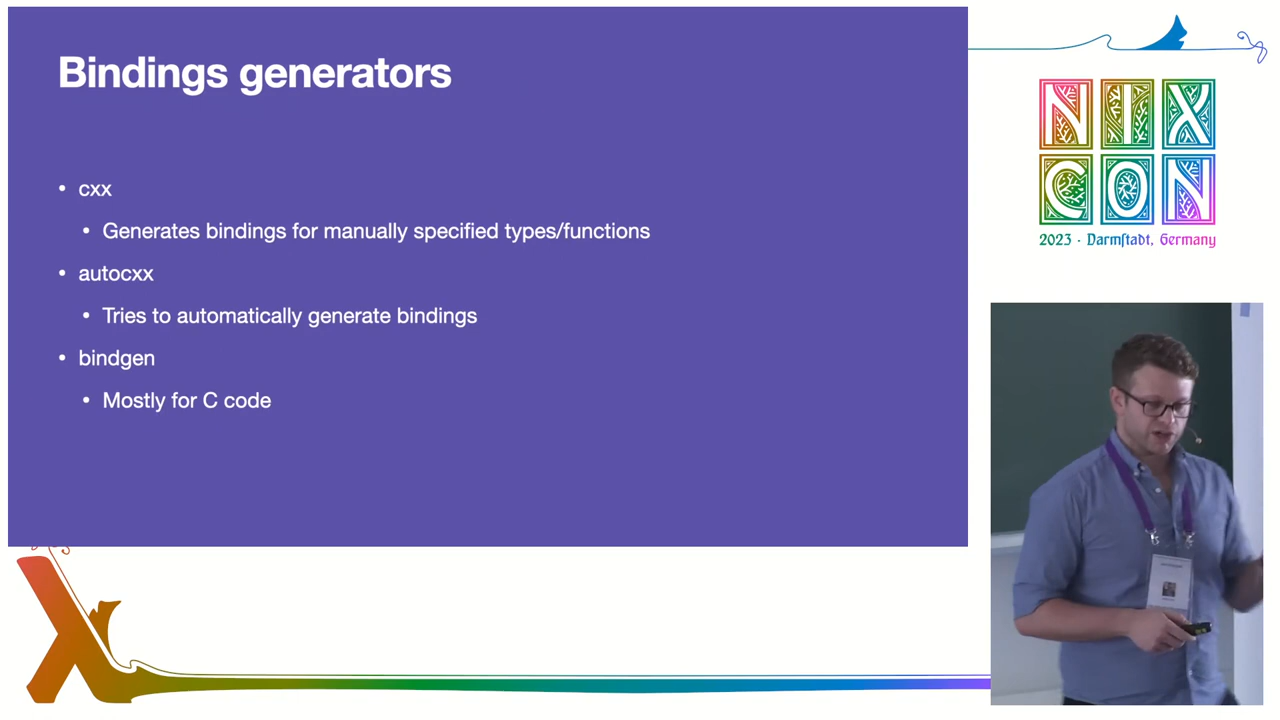 Bindings generators
• cxx
• Generates bindings for manually specified types/functions
• autocxx
• Tries to automatically generate bindings
• bindgen
• Mostly for C code
NIX
CON
2023 · Darmſtadt, Germany